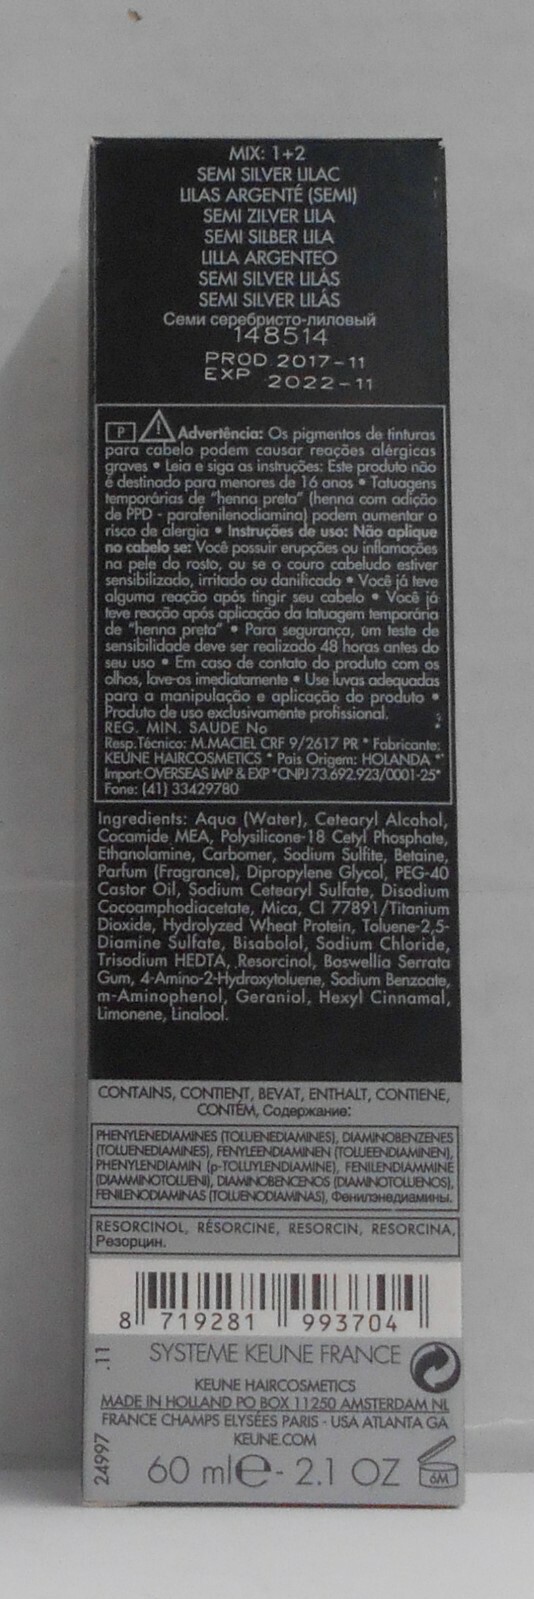 MIX: 1+2
SEMI SILVER LILAC
LILAS ARGENTÉ (SEMI)
SEMI ZILVER LILA
SEMI SILBER LILA
LILLA ARGENTEO
SEMI SILVER LILÁS
SEMI SILVER LILÁS
Семи серебристо-лиловый
148514
PROD 2017-11
EXP 2022-11
P Advertência: Os pigmentos de tinturas
para cabelo podem causar reações alérgicas
graves • Leia e siga as instruções: Este produto não
é destinado para menores de 16 anos • Tatuagens
temporárias de "henna preta" (henna com adição
de PPD - parafenilenodiamina) podem aumentar o
risco de alergia • Instruções de uso: Não aplique
no cabelo se: Você possuir erupções ou inflamações
na pele do rosto, ou se o couro cabeludo estiver
sensibilizado, irritado ou danificado • Você já teve
alguma reação após tingir seu cabelo • Você já
teve reação após aplicação da tatuagem temporária
de "henna preta" • Para segurança, um teste de
sensibilidade deve ser realizado 48 horas antes do
seu uso • Em caso de contato do produto com os
olhos, lave-os imediatamente • Use luvas adequadas
para a manipulação e aplicação do produto •
Produto de uso exclusivamente profissional.
REG. MIN. SAUDE No
Resp.Técnico: M.MACIEL CRF 9/2617 PR * Fabricante:
KEUNE HAIRCOSMETICS * Pais Origem: HOLANDA *
Import:OVERSEAS IMP & EXP *CNPJ 73.692.923/0001-25*
Fone: (41) 33429780
Ingredients: Aqua (Water), Cetearyl Alcohol,
Cocamide MEA, Polysilicone-18 Cetyl Phosphate,
Ethanolamine, Carbomer, Sodium Sulfite, Betaine,
Parfum (Fragrance), Dipropylene Glycol, PEG-40
Castor Oil, Sodium Cetearyl Sulfate, Disodium
Cocoamphodiacetate, Mica, CI 77891/Titanium
Dioxide, Hydrolyzed Wheat Protein, Toluene-2,5-
Diamine Sulfate, Bisabolol, Sodium Chloride,
Trisodium HEDTA, Resorcinol, Boswellia Serrata
Gum, 4-Amino-2-Hydroxytoluene, Sodium Benzoate,
m-Aminophenol, Geraniol, Hexyl Cinnamal,
Limonene, Linalool.
CONTAINS, CONTIENT, BEVAT, ENTHALT, CONTIENE,
CONTÉM, Содержание:
PHENYLENEDIAMINES (TOLUENEDIAMINES), DIAMINOBENZENES
(TOLUENEDIAMINES), FENYLEENDIAMINEN (TOLUEENDIAMINEN),
PHENYLENDIAMIN (p-TOLUYLENDIAMINE), FENILENDIAMMINE
(DIAMMINOTOLUENI), DIAMINOBENCENOS (DIAMINOTOLUENOS),
FENILENODIAMINAS (TOLUENODIAMINAS), Фенилэнедиамины.
RESORCINOL, RÉSORCINE, RESORCIN, RESORCINA,
Резорцин.
8 719281 993704
SYSTEME KEUNE FRANCE
KEUNE HAIRCOSMETICS
MADE IN HOLLAND PO BOX 11250 AMSTERDAM NL
FRANCE CHAMPS ELYSÉES PARIS - USA ATLANTA GA
KEUNE.COM
60 ml℮ - 2.1 OZ
6M
24997
.11